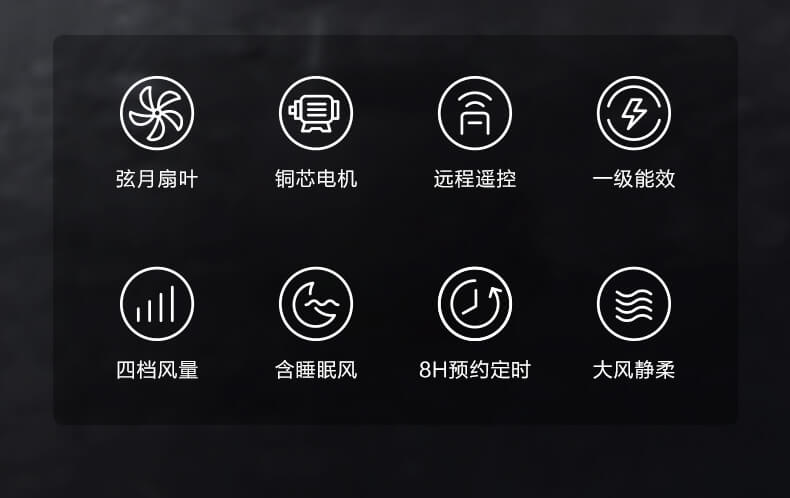 弦月扇叶
铜芯电机
远程遥控
一级能效
四档风量
含睡眠风
8H预约定时
大风静柔